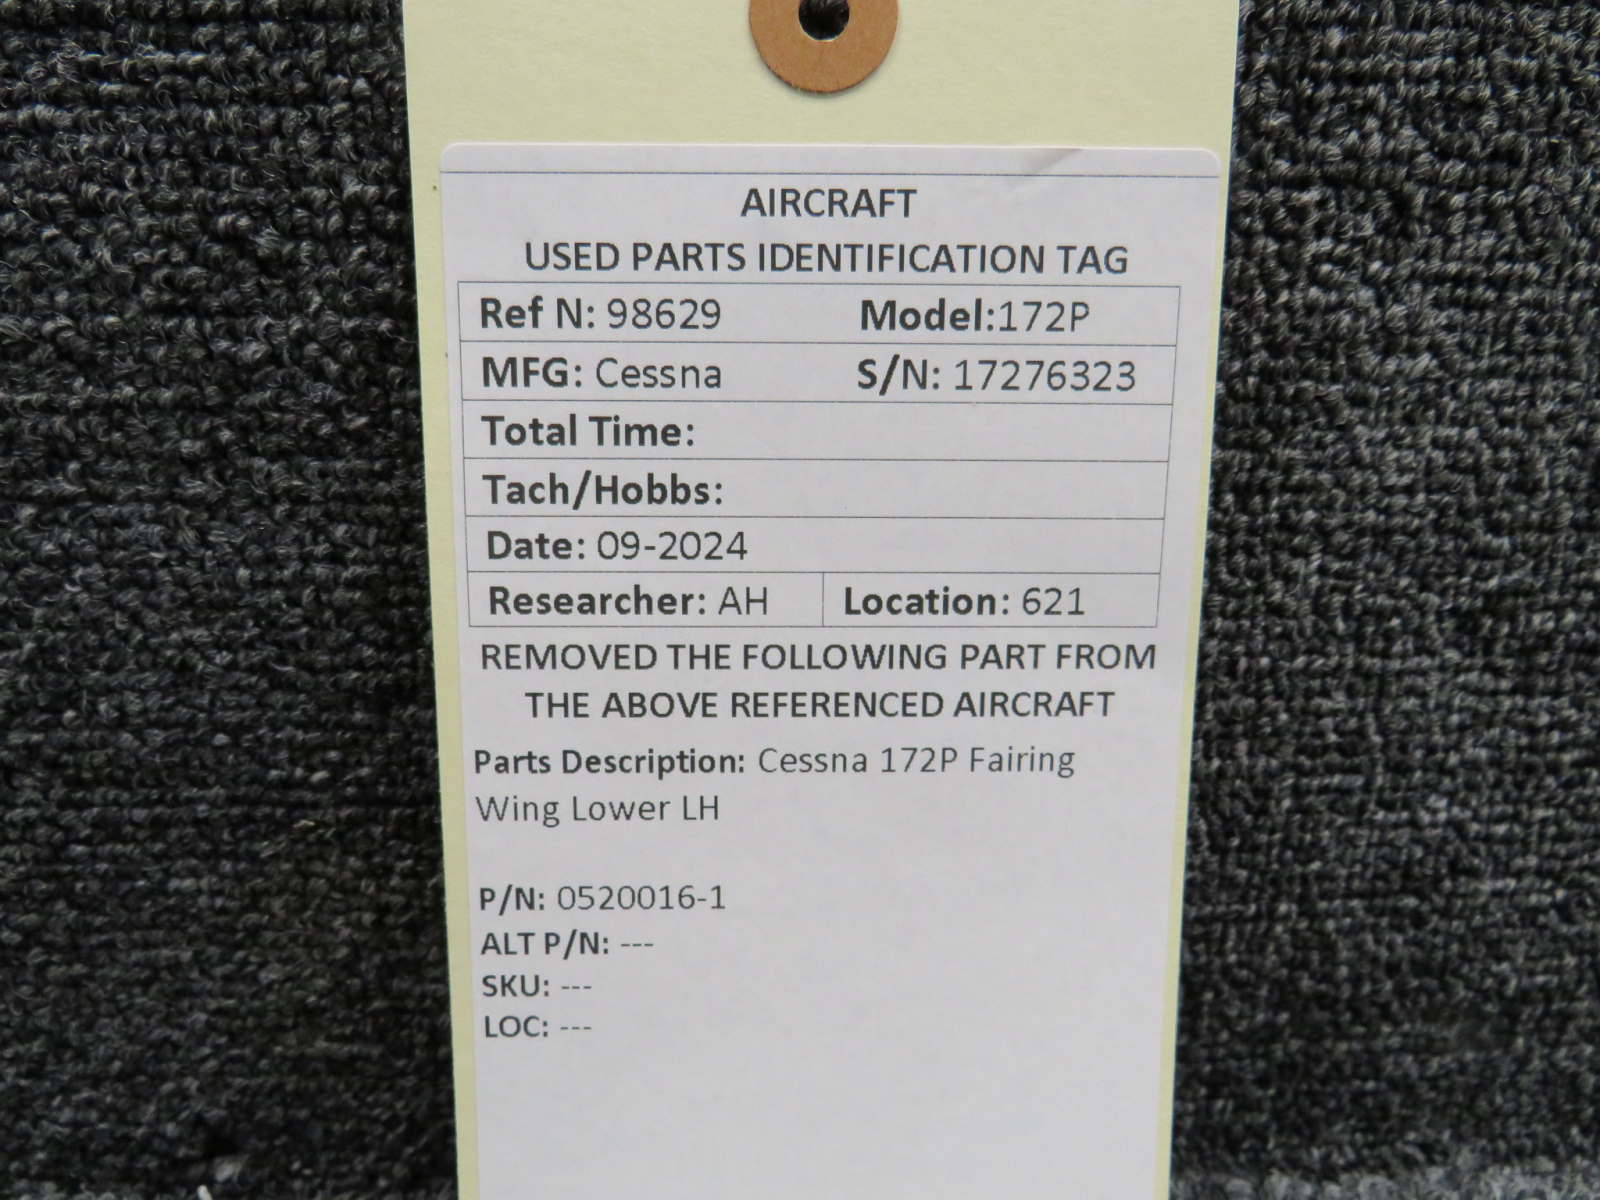 AIRCRAFT
USED PARTS IDENTIFICATION TAG
Ref N: 98629 Model:172P
MFG: Cessna S/N: 17276323
Total Time:
Tach/Hobbs:
Date: 09-2024
Researcher: AH Location: 621
REMOVED THE FOLLOWING PART FROM
THE ABOVE REFERENCED AIRCRAFT
Parts Description: Cessna 172P Fairing
Wing Lower LH
P/N: 0520016-1
ALT P/N: ---
SKU: ---
LOC: ---